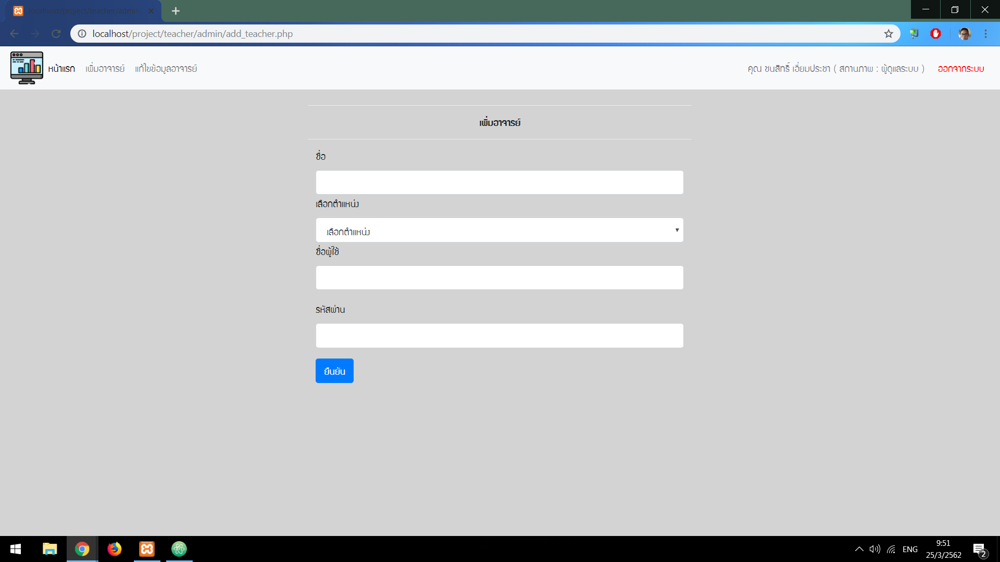 localhost/project/teacher/admin
localhost/project/teacher/admin/add_teacher.php
หน้าแรก เพิ่มอาจารย์ แก้ไขข้อมูลอาจารย์ คุณ ชนสิทธิ์ เอี่ยมประชา ( สถานภาพ : ผู้ดูแลระบบ ) ออกจากระบบ
เพิ่มอาจารย์
ชื่อ
เลือกตำแหน่ง
เลือกตำแหน่ง
ชื่อผู้ใช้
รหัสผ่าน
ยืนยัน
ENG
9:51
25/3/2562
2